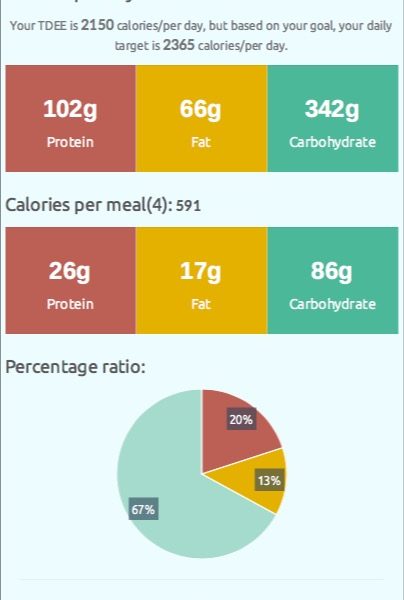 Your TDEE is 2150 calories/per day, but based on your goal, your daily
target is 2365 calories/per day.
102g
66g
342g
Protein
Fat
Carbohydrate
Calories per meal(4): 591
26g
17g
86g
Protein
Fat
Carbohydrate
Percentage ratio:
20%
13%
67%